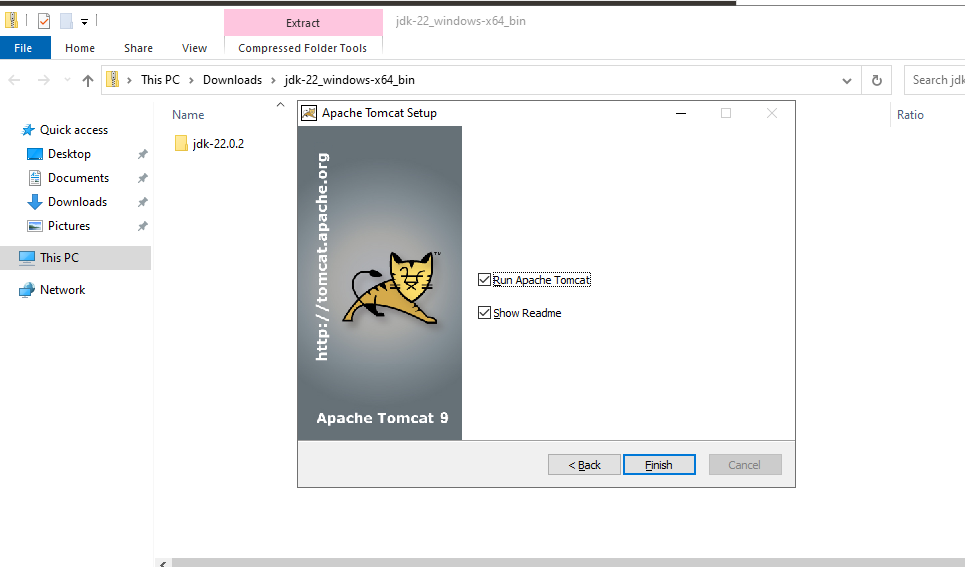 Extract
jdk-22_windows-x64_bin
File
Home
Share
View
Compressed Folder Tools
This PC
Downloads
jdk-22_windows-x64_bin
Search jdk
Name
Ratio
Quick access
Desktop
Documents
Downloads
Pictures
This PC
Network
jdk-22.0.2
Apache Tomcat Setup
http://tomcat.apache.org
TM
Apache Tomcat 9
Run Apache Tomcat
Show Readme
< Back
Finish
Cancel